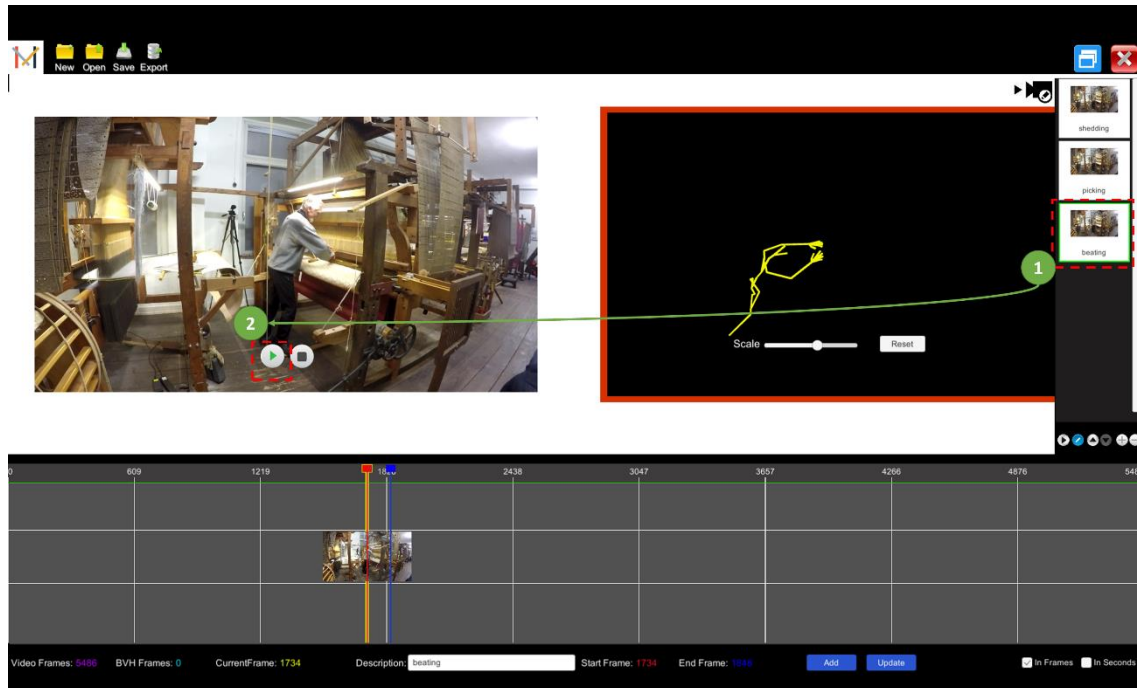 New Open Save Export
shedding
picking
beating
1
2
Scale
Reset
0 609 1219 1828 2438 3047 3657 4266 4876 548
Video Frames: 5486 BVH Frames: 0 CurrentFrame: 1734 Description: beating Start Frame: 1734 End Frame: Add Update In Frames In Seconds